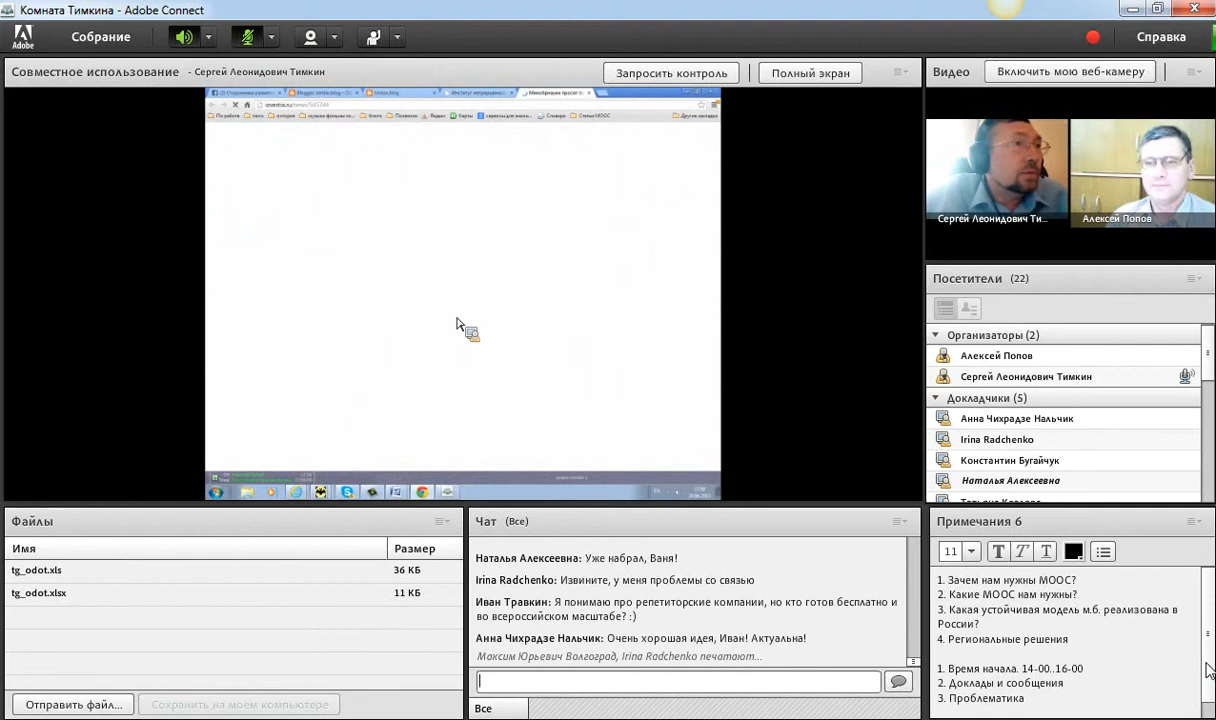 Комната Тимкина - Adobe Connect
Adobe
Собрание
Справка
Совместное использование - Сергей Леонидович Тимкин
Запросить контроль
Полный экран
Видео
Включить мою веб-камеру
Сергей Леонидович Ти...
Алексей Попов
Посетители (22)
Организаторы (2)
Алексей Попов
Сергей Леонидович Тимкин
Докладчики (5)
Анна Чихрадзе Нальчик
Irina Radchenko
Константин Бугайчук
Наталья Алексеевна
Файлы
Имя
Размер
tg_odot.xls
36 КБ
tg_odot.xlsx
11 КБ
Отправить файл...
Сохранить на моем компьютере
Чат (Все)
Наталья Алексеевна: Уже набрал, Ваня!
Irina Radchenko: Извините, у меня проблемы со связью
Иван Травкин: Я понимаю про репетиторские компании, но кто готов бесплатно и
во всероссийском масштабе? :)
Анна Чихрадзе Нальчик: Очень хорошая идея, Иван! Актуальна!
Максим Юрьевич Волгоград, Irina Radchenko печатают...
Все
Примечания 6
11
1. Зачем нам нужны МООС?
2. Какие МООС нам нужны?
3. Какая устойчивая модель м.б. реализована в
России?
4. Региональные решения
1. Время начала. 14-00..16-00
2. Доклады и сообщения
3. Проблематика